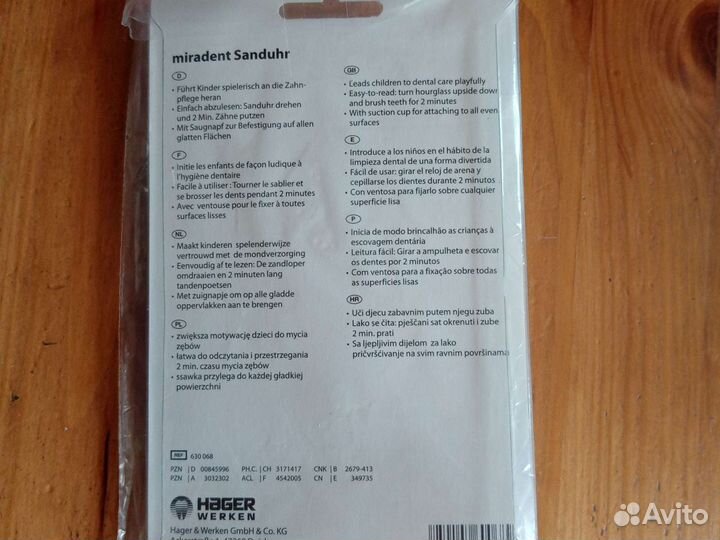 miradent Sanduhr
D
• Führt Kinder spielerisch an die Zahn-
pflege heran
• Einfach abzulesen: Sanduhr drehen
und 2 Min. Zähne putzen
• Mit Saugnapf zur Befestigung auf allen
glatten Flächen
F
• Initie les enfants de façon ludique à
l'hygiène dentaire
• Facile à utiliser : Tourner le sablier et
se brosser les dents pendant 2 minutes
• Avec ventouse pour le fixer à toutes
surfaces lisses
NL
• Maakt kinderen spelenderwijze
vertrouwd met de mondverzorging
• Eenvoudig af te lezen: De zandloper
omdraaien en 2 minuten lang
tandenpoetsen
• Met zuignapje om op alle gladde
oppervlakken aan te brengen
PL
• zwiększa motywację dzieci do mycia
zębów
• łatwa do odczytania i przestrzegania
2 min. czasu mycia zębów
• ssawka przylega do każdej gładkiej
powierzchni
GB
• Leads children to dental care playfully
• Easy-to-read: turn hourglass upside down
and brush teeth for 2 minutes
• With suction cup for attaching to all even
surfaces
E
• Introduce a los niños en el hábito de la
limpieza dental de una forma divertida
• Fácil de usar: girar el reloj de arena y
cepillarse los dientes durante 2 minutos
• Con ventosa para fijarlo sobre cualquier
superficie lisa
P
• Inicia de modo brincalhão as crianças à
escovagem dentária
• Leitura fácil: Girar a ampulheta e escovar
os dentes por 2 minutos
• Com ventosa para a fixação sobre todas
as superfícies lisas
HR
• Uči djecu zabavnim putem njegu zuba
• Lako se čita: pješčani sat okrenuti i zube
2 min. prati
• Sa ljepljivim dijelom za lako
pričvršćivanje na svim ravnim površinama
REF 630 068
PZN | D 00845996 PH.C. | CH 3171417 CNK | B 2679-413
PZN | A 3032302 ACL | F 4542005 CN | E 349735
HAGER
WERKEN
Hager & Werken GmbH & Co. KG
Avito